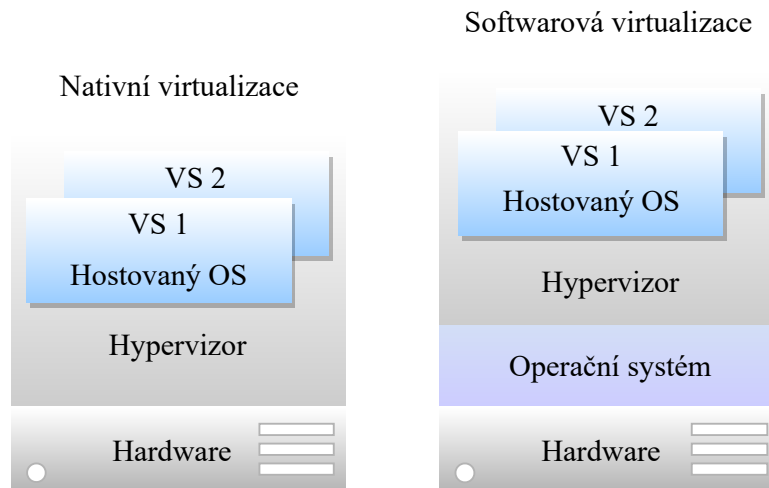 Nativní virtualizace
VS 2
VS 1
Hostovaný OS
Hypervizor
Hardware
Softwarová virtualizace
VS 2
VS 1
Hostovaný OS
Hypervizor
Operační systém
Hardware